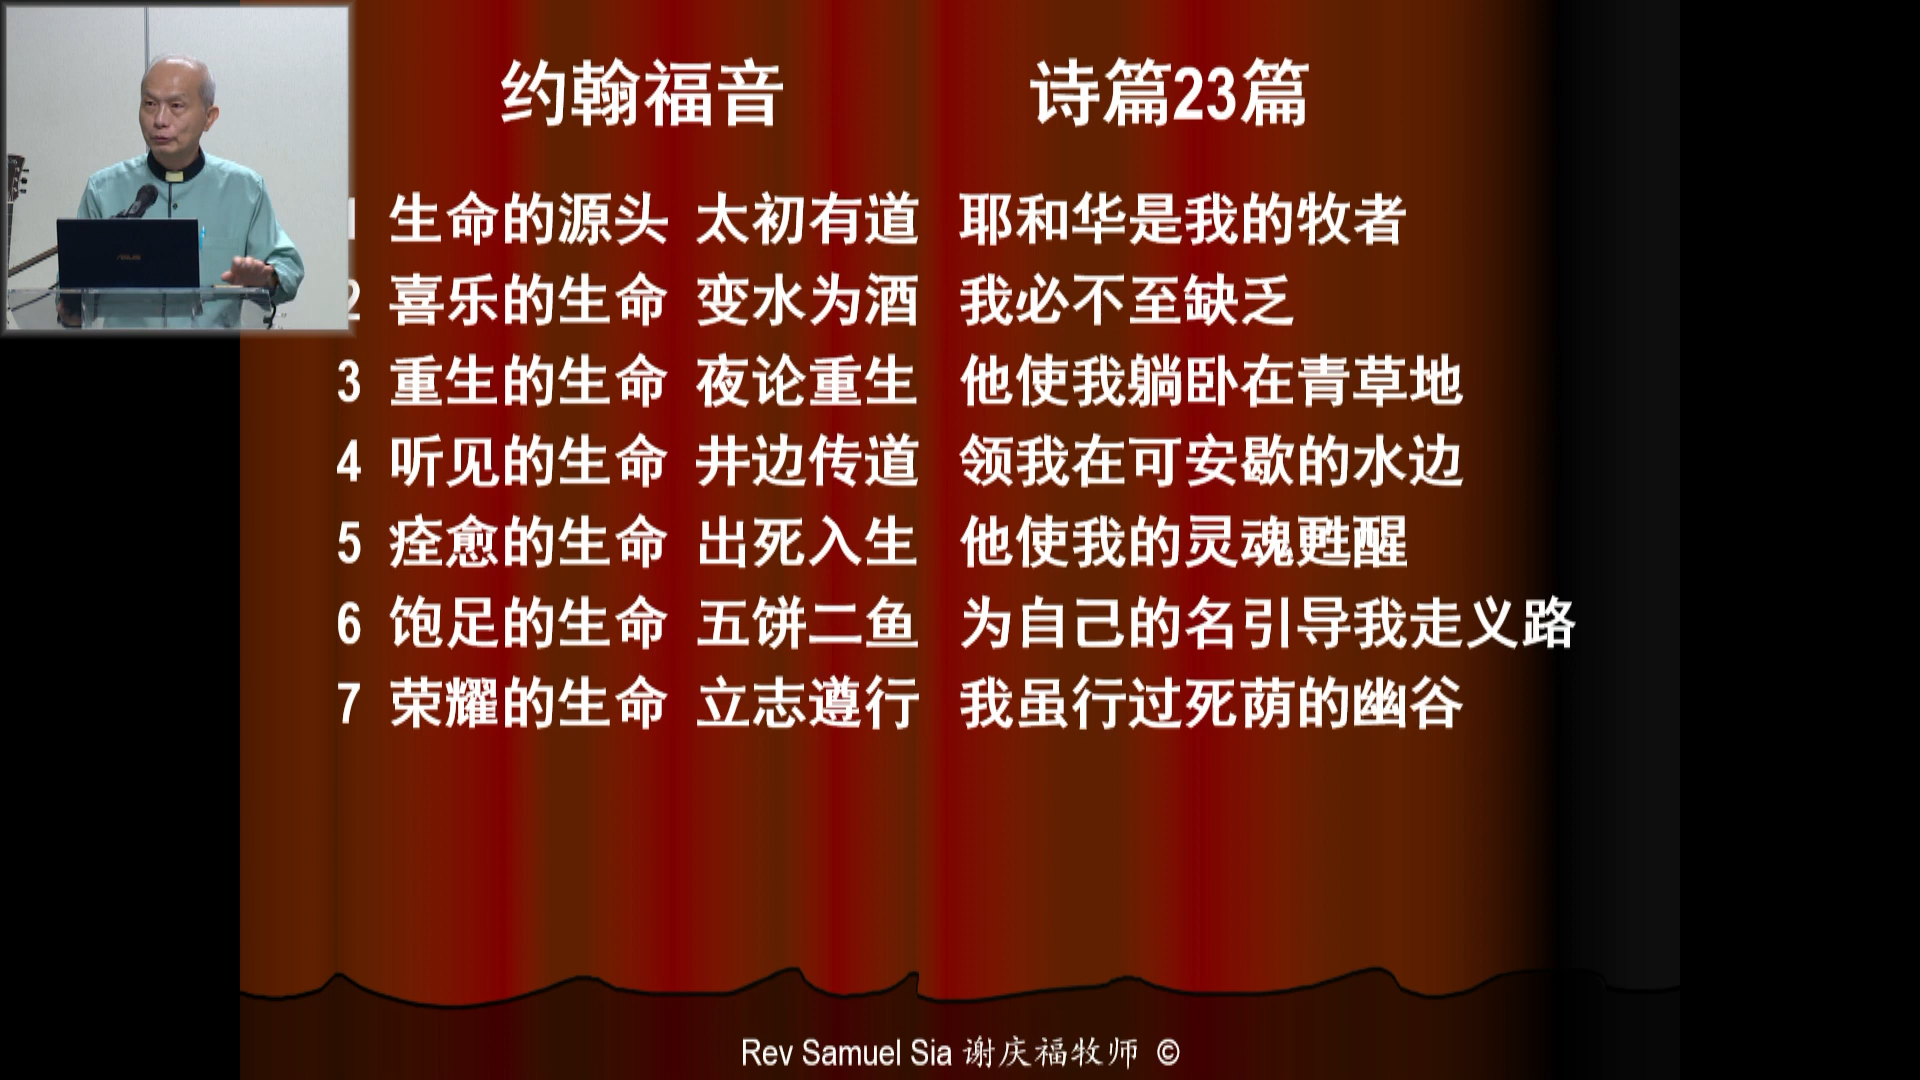 约翰福音 诗篇23篇
1 生命的源头 太初有道 耶和华是我的牧者
2 喜乐的生命 变水为酒 我必不至缺乏
3 重生的生命 夜论重生 他使我躺卧在青草地
4 听见的生命 井边传道 领我在可安歇的水边
5 痊愈的生命 出死入生 他使我的灵魂甦醒
6 饱足的生命 五饼二鱼 为自己的名引导我走义路
7 荣耀的生命 立志遵行 我虽行过死荫的幽谷
Rev Samuel Sia 谢庆福牧师 ©
ASUS